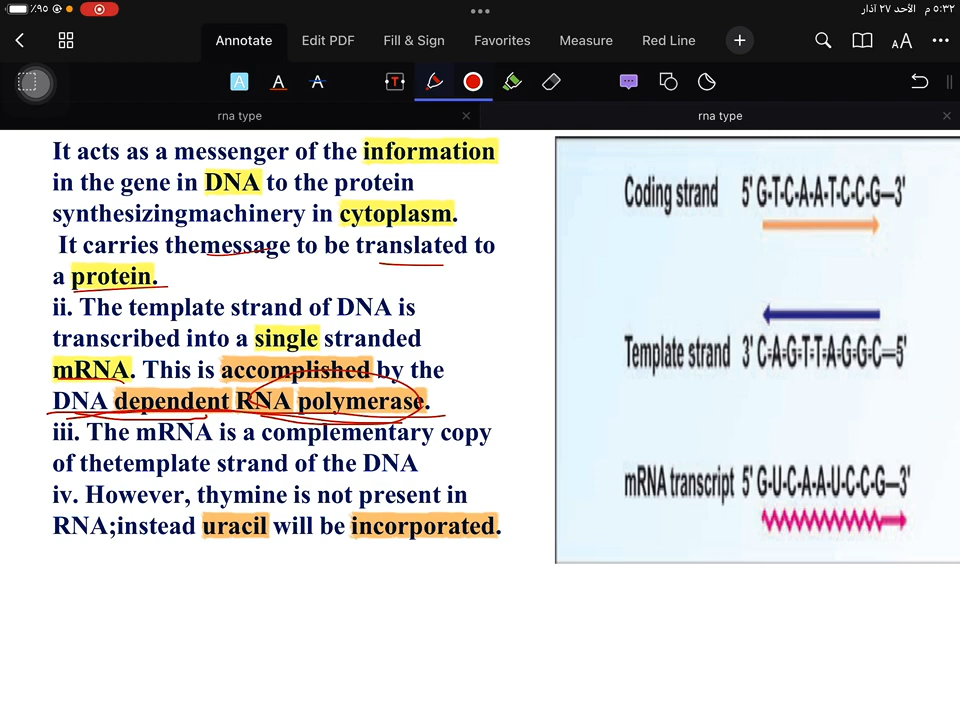 ٪٩٥
٥:٣٢ م الأحد ٢٧ آذار
Annotate Edit PDF Fill & Sign Favorites Measure Red Line
rna type
rna type
It acts as a messenger of the information
in the gene in DNA to the protein
synthesizingmachinery in cytoplasm.
It carries themessage to be translated to
a protein.
ii. The template strand of DNA is
transcribed into a single stranded
mRNA. This is accomplished by the
DNA dependent RNA polymerase.
iii. The mRNA is a complementary copy
of thetemplate strand of the DNA
iv. However, thymine is not present in
RNA;instead uracil will be incorporated.
Coding strand 5' G-T-C-A-A-T-C-C-G—3'
Template strand 3' C-A-G-T-T-A-G-G-C—5'
mRNA transcript 5' G-U-C-A-A-U-C-C-G—3'